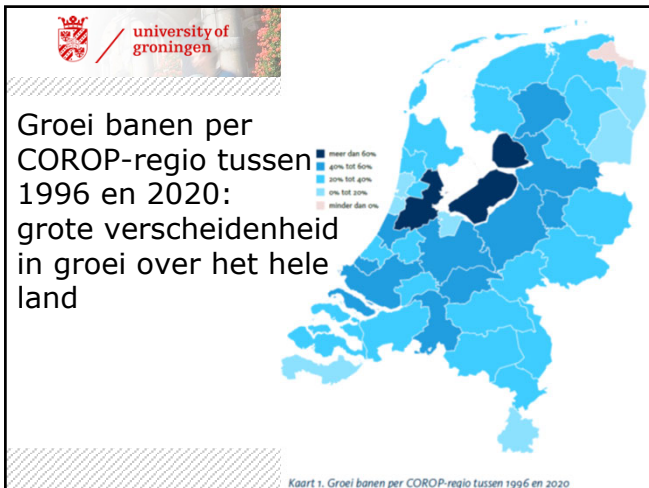 university of
groningen
Groei banen per
COROP-regio tussen
1996 en 2020:
grote verscheidenheid
in groei over het hele
land
meer dan 60%
40% tot 60%
20% tot 40%
0% tot 20%
minder dan 0%
Kaart 1. Groei banen per COROP-regio tussen 1996 en 2020